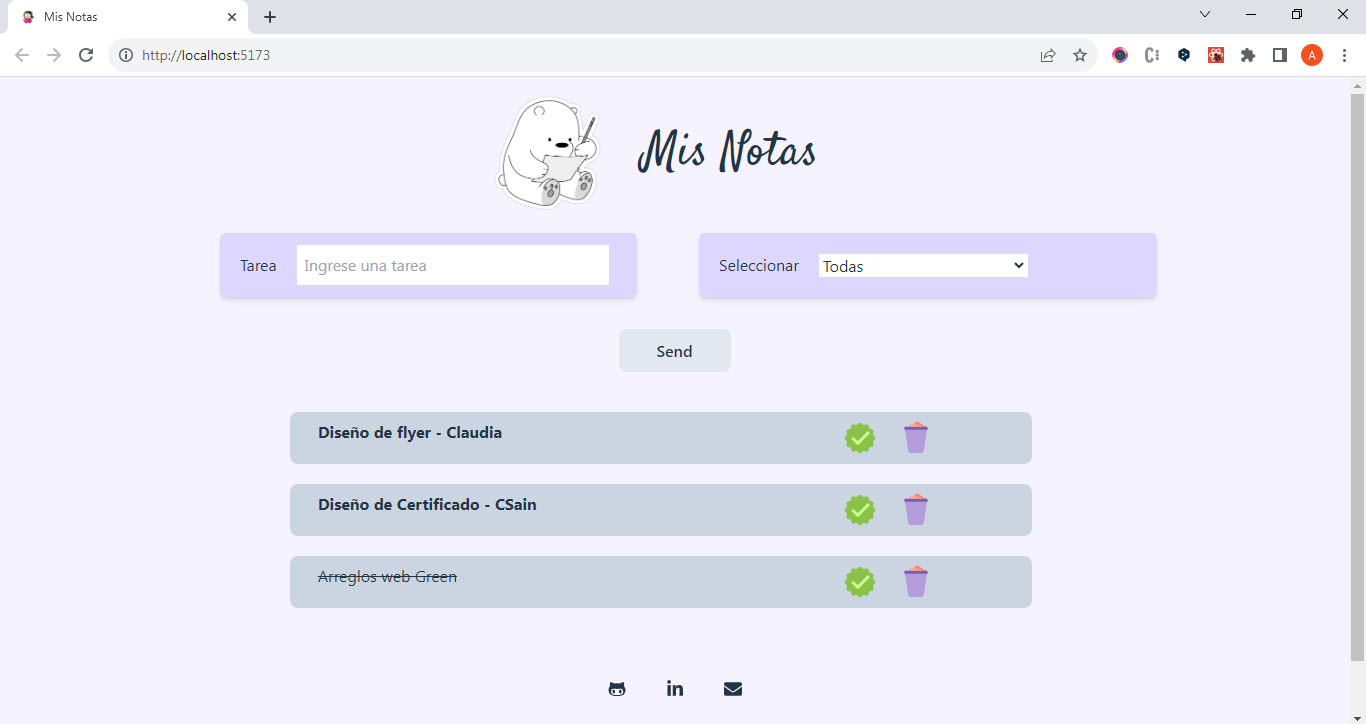 Mis Notas
http://localhost:5173
A
Mis Notas
Tarea
Ingrese una tarea
Seleccionar
Todas
Send
Diseño de flyer - Claudia
Diseño de Certificado - CSain
Arreglos web Green
in